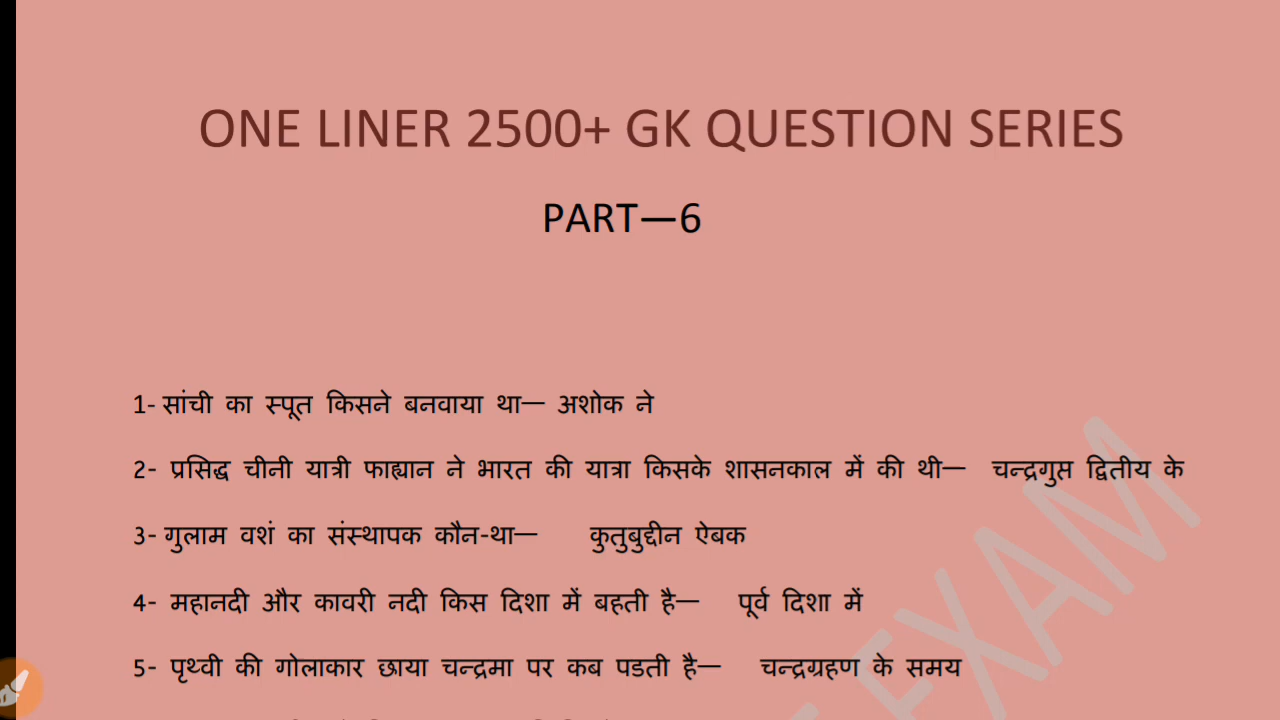 ONE LINER 2500+ GK QUESTION SERIES
PART—6
1- सांची का स्पूत किसने बनवाया था— अशोक ने
2- प्रसिद्ध चीनी यात्री फाह्यान ने भारत की यात्रा किसके शासनकाल में की थी— चन्द्रगुप्त द्वितीय के
3- गुलाम वशं का संस्थापक कौन-था— कुतुबुद्दीन ऐबक
4- महानदी और कावरी नदी किस दिशा में बहती है— पूर्व दिशा में
5- पृथ्वी की गोलाकार छाया चन्द्रमा पर कब पडती है— चन्द्रग्रहण के समय
EXAM